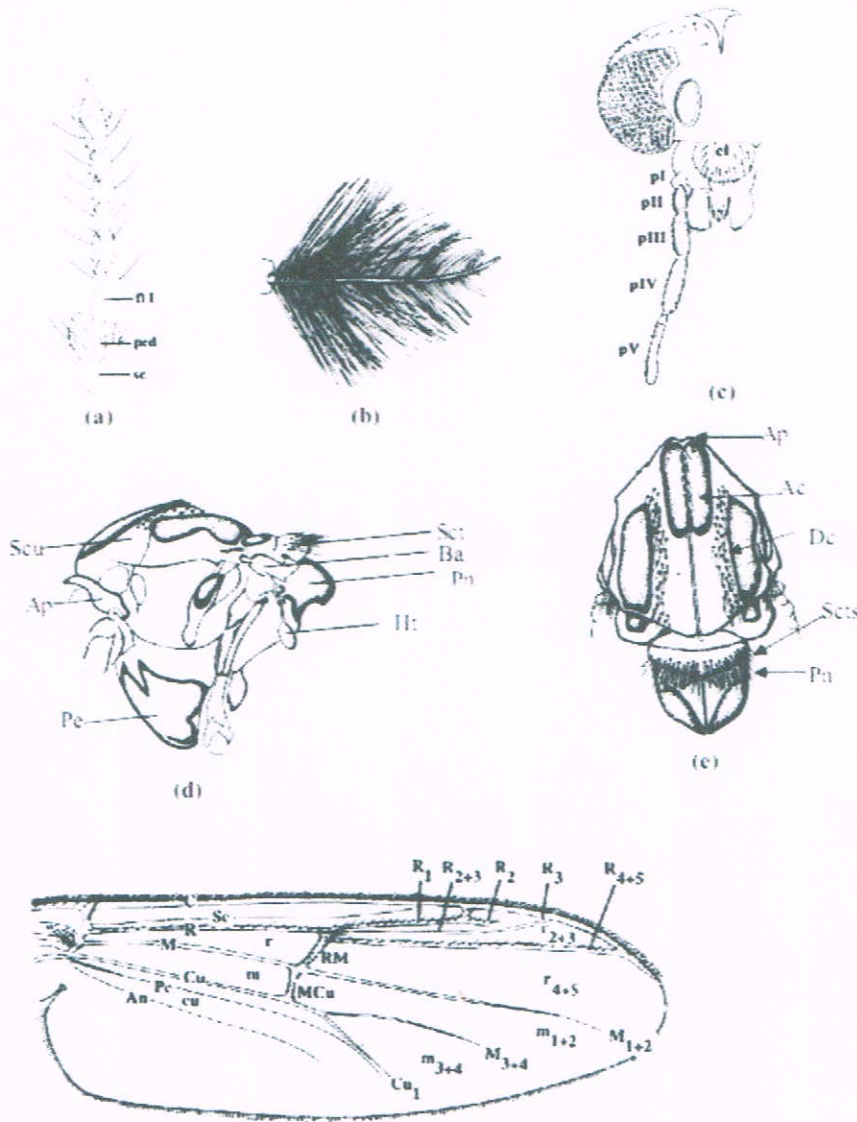 fl 1
ped
sc
(a)
(b)
cl
pI
pII
pIII
pIV
pV
(c)
Scu
Ap
Pe
Sct
Ba
Pn
Ht
(d)
Ap
Ac
Dc
Scts
Pn
(e)
R1 R2+3 R2 R3 R4+5
C
Sc
R
M
r
RM
r2+3
Cu
m
MCu
r4+5
Pc
cu
An
m1+2
M1+2
M3+4
m3+4
Cu1